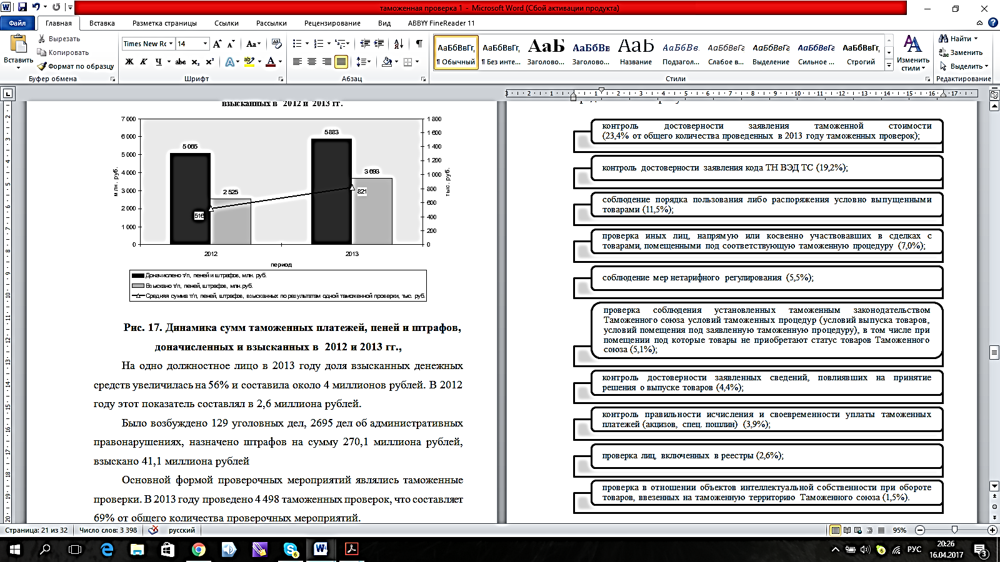 таможенная проверка 1 - Microsoft Word (Сбой активации продукта)
Файл Главная Вставка Разметка страницы Ссылки Рассылки Рецензирование Вид ABBYY FineReader 11
Вставить
Вырезать
Копировать
Формат по образцу
Буфер обмена
Times New Rc 14
Шрифт
Абзац
АаБбВвГг, АаБбВвГг, АаБ АаБбВв АаБ АаБбВв. АаБбВвГг АаБбВвГг АаБбВвГг АаБбВвГг,
¶ Обычный ¶ Без инте... Заголово... Заголово... Название Подзагол... Слабое в... Выделение Сильное ... Строгий
Стили
Изменить стили
Найти
Заменить
Выделить
Редактирование
взысканных в 2012 и 2013 гг.
7 000
6 000
5 000
4 000
3 000
2 000
1 000
0
млн. руб.
1 800
1 600
1 400
1 200
1 000
800
600
400
200
0
тыс. руб.
5 065
2 525
516
5 883
3 693
821
2012 2013
период
Доначислено т/п, пеней и штрафов, млн. руб.
Взыскано т/п, пеней, штрафов, млн.руб.
Средняя сумма т/п, пеней, штрафов, взысканных по результатам одной таможенной проверки, тыс. руб.
Рис. 17. Динамика сумм таможенных платежей, пеней и штрафов,
доначисленных и взысканных в 2012 и 2013 гг.,
На одно должностное лицо в 2013 году доля взысканных денежных
средств увеличилась на 56% и составила около 4 миллионов рублей. В 2012
году этот показатель составлял в 2,6 миллиона рублей.
Было возбуждено 129 уголовных дел, 2695 дел об административных
правонарушениях, назначено штрафов на сумму 270,1 миллиона рублей,
взыскано 41,1 миллиона рублей
Основной формой проверочных мероприятий являлись таможенные
проверки. В 2013 году проведено 4 498 таможенных проверок, что составляет
69% от общего количества проверочных мероприятий.
контроль достоверности заявления таможенной стоимости
(23,4% от общего количества проведенных в 2013 году таможенных проверок);
контроль достоверности заявления кода ТН ВЭД ТС (19,2%);
соблюдение порядка пользования либо распоряжения условно выпущенными
товарами (11,5%);
проверка иных лиц, напрямую или косвенно участвовавших в сделках с
товарами, помещенными под соответствующую таможенную процедуру (7,0%);
соблюдение мер нетарифного регулирования (5,5%);
проверка соблюдения установленных таможенным законодательством
Таможенного союза условий таможенных процедур (условий выпуска товаров,
условий помещения под заявленную таможенную процедуру), в том числе при
помещении под которые товары не приобретают статус товаров Таможенного
союза (5,1%);
контроль достоверности заявленных сведений, повлиявших на принятие
решения о выпуске товаров (4,4%);
контроль правильности исчисления и своевременности уплаты таможенных
платежей (акцизов, спец. пошлин) (3,9%);
проверка лиц, включенных в реестры (2,6%);
проверка в отношении объектов интеллектуальной собственности при обороте
товаров, ввезенных на таможенную территорию Таможенного союза (1,5%).
Страница: 21 из 32 Число слов: 3 398 русский 95%
РУС 20:26
16.04.2017